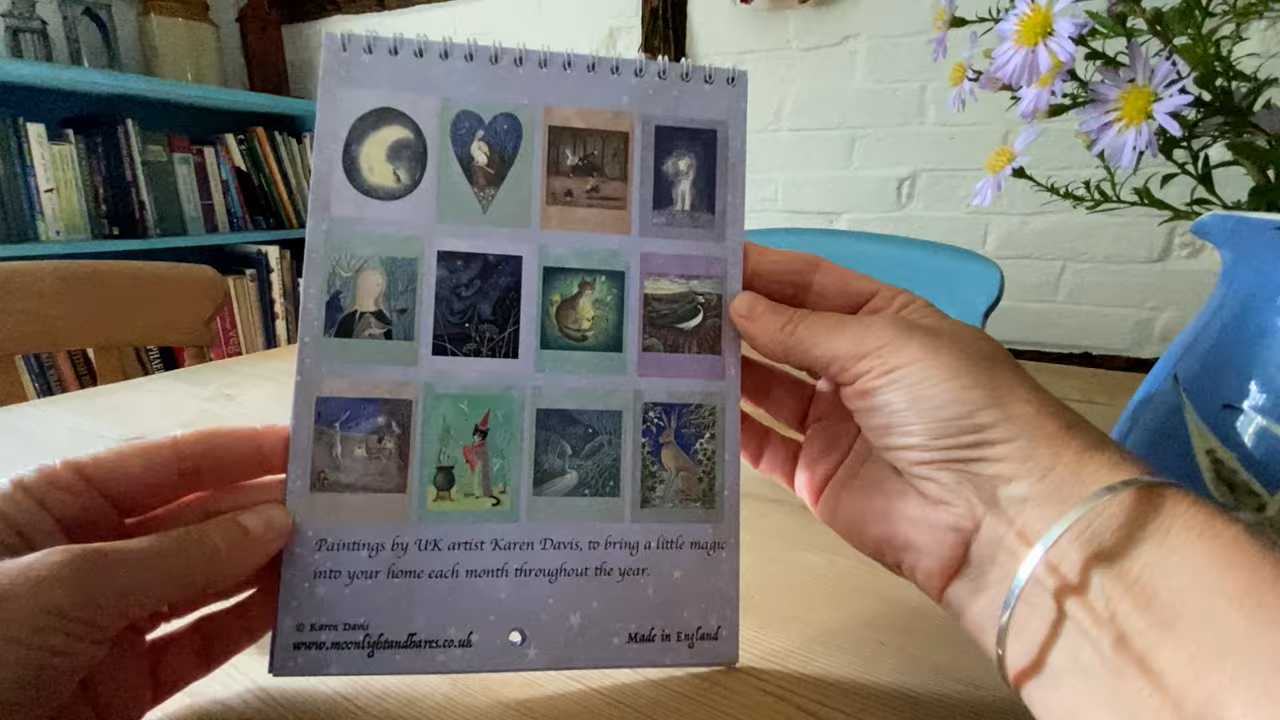 Paintings by UK artist Karen Davis, to bring a little magic
into your home each month throughout the year.
© Karen Davis
www.moonlightandhares.co.uk
Made in England